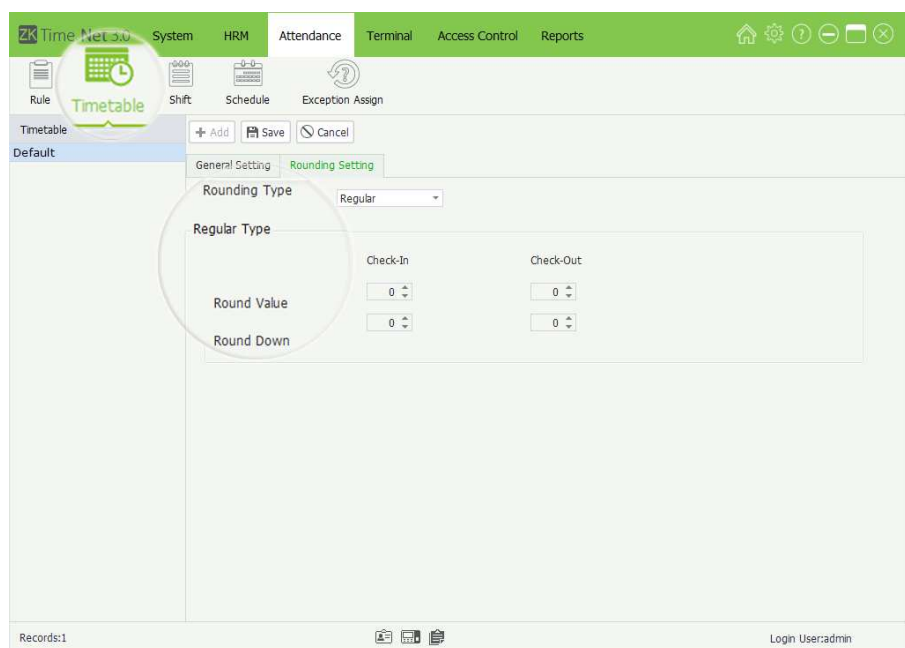 ZK Time Net 3.0 System HRM Attendance Terminal Access Control Reports
Rule Timetable Shift Schedule Exception Assign
Timetable + Add Save Cancel
Default
General Setting Rounding Setting
Rounding Type Regular
Regular Type
Check-In Check-Out
Round Value 0 0
Round Down 0 0
Records:1 Login User:admin